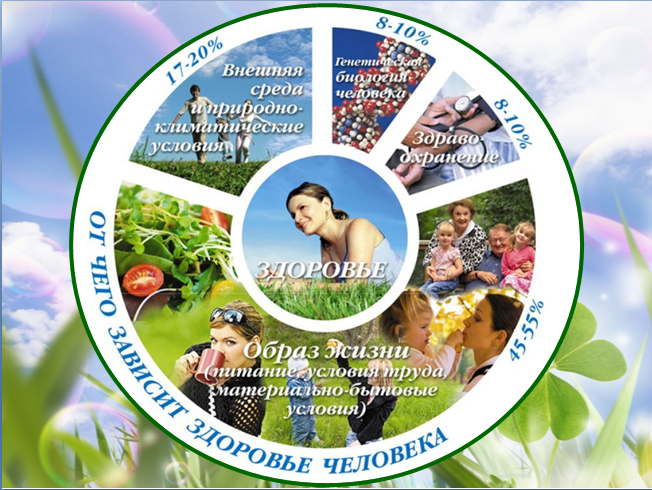 17-20%
Внешняя
среда
и природно-
климатические
условия
8-10%
Генетическая
биология
человека
8-10%
Здраво-
охранение
ЗДОРОВЬЕ
45-55%
Образ жизни
(питание, условия труда,
материально-бытовые
условия)
ОТ ЧЕГО ЗАВИСИТ ЗДОРОВЬЕ ЧЕЛОВЕКА